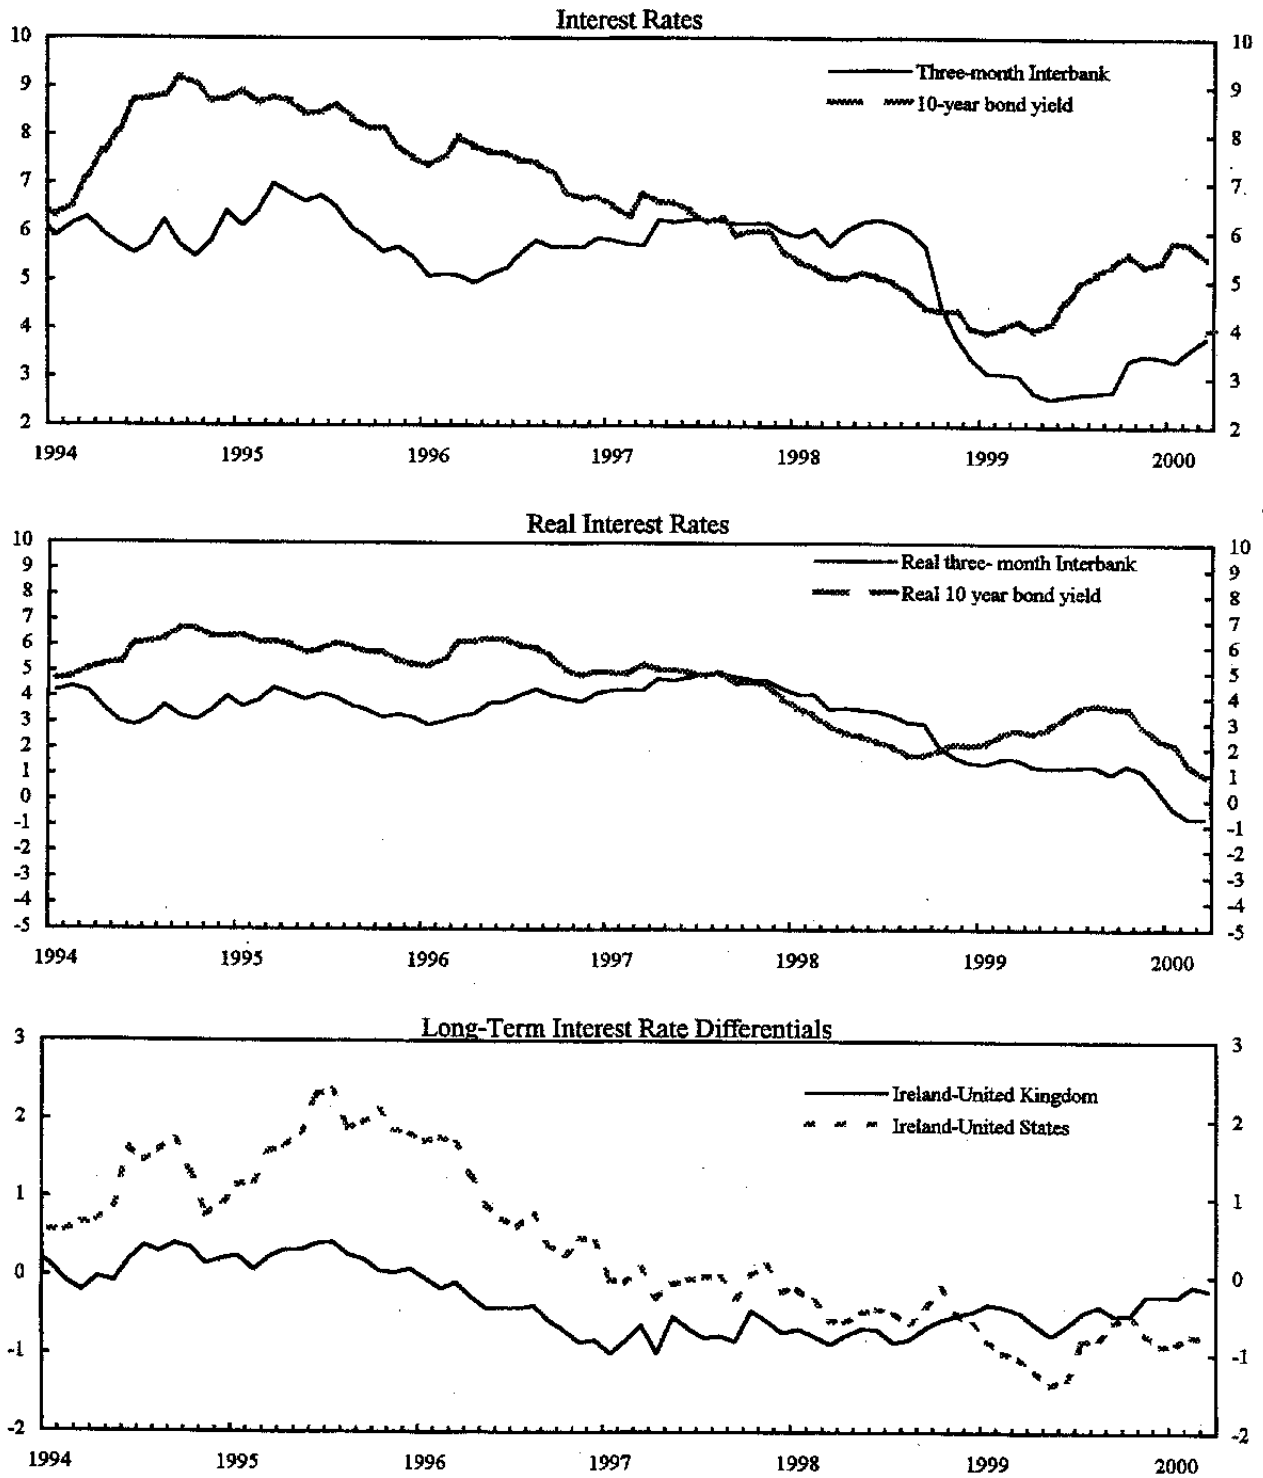 Interest Rates
10 10
Three-month Interbank
9 9
10-year bond yield
8 8
7 7
6 6
5 5
4 4
3 3
2 2
1994 1995 1996 1997 1998 1999 2000
Real Interest Rates
10 10
Real three- month Interbank
9 9
8 8
Real 10 year bond yield
7 7
6 6
5 5
4 4
3 3
2 2
1 1
0 0
-1 -1
-2 -2
-3 -3
-4 -4
-5 -5
1994 1995 1996 1997 1998 1999 2000
Long-Term Interest Rate Differentials
3 3
Ireland-United Kingdom
2 2
Ireland-United States
1 1
0 0
-1 -1
-2 -2
1994 1995 1996 1997 1998 1999 2000